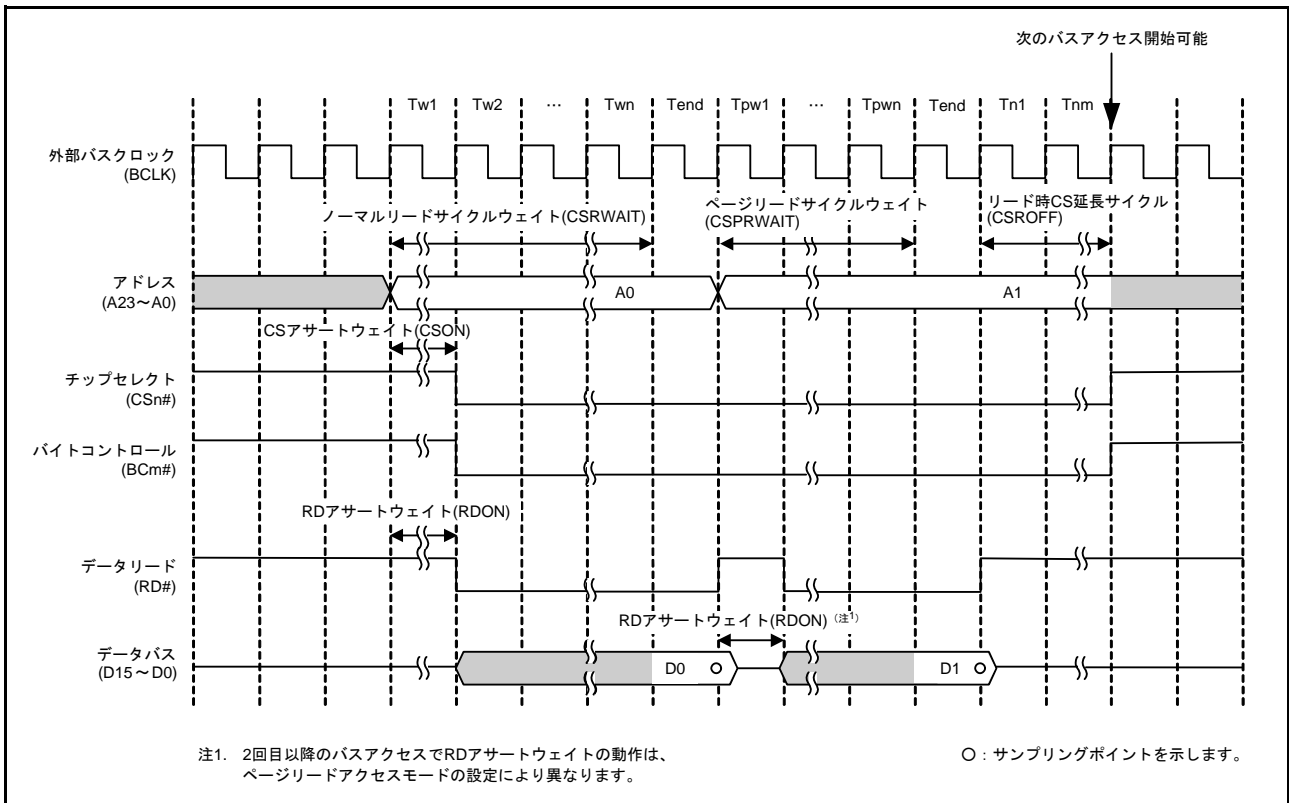 次のバスアクセス開始可能
Tw1 Tw2 … Twn Tend Tpw1 … Tpwn Tend Tn1 Tnm
外部バスクロック
(BCLK)
ノーマルリードサイクルウェイト(CSRWAIT)
ページリードサイクルウェイト
(CSPRWAIT)
リード時CS延長サイクル
(CSROFF)
アドレス
(A23～A0)
A0 A1
CSアサートウェイト(CSON)
チップセレクト
(CSn#)
バイトコントロール
(BCm#)
RDアサートウェイト(RDON)
データリード
(RD#)
RDアサートウェイト(RDON)（注1）
データバス
(D15～D0)
D0 D1
注1. 2回目以降のバスアクセスでRDアサートウェイトの動作は、
ページリードアクセスモードの設定により異なります。
○：サンプリングポイントを示します。